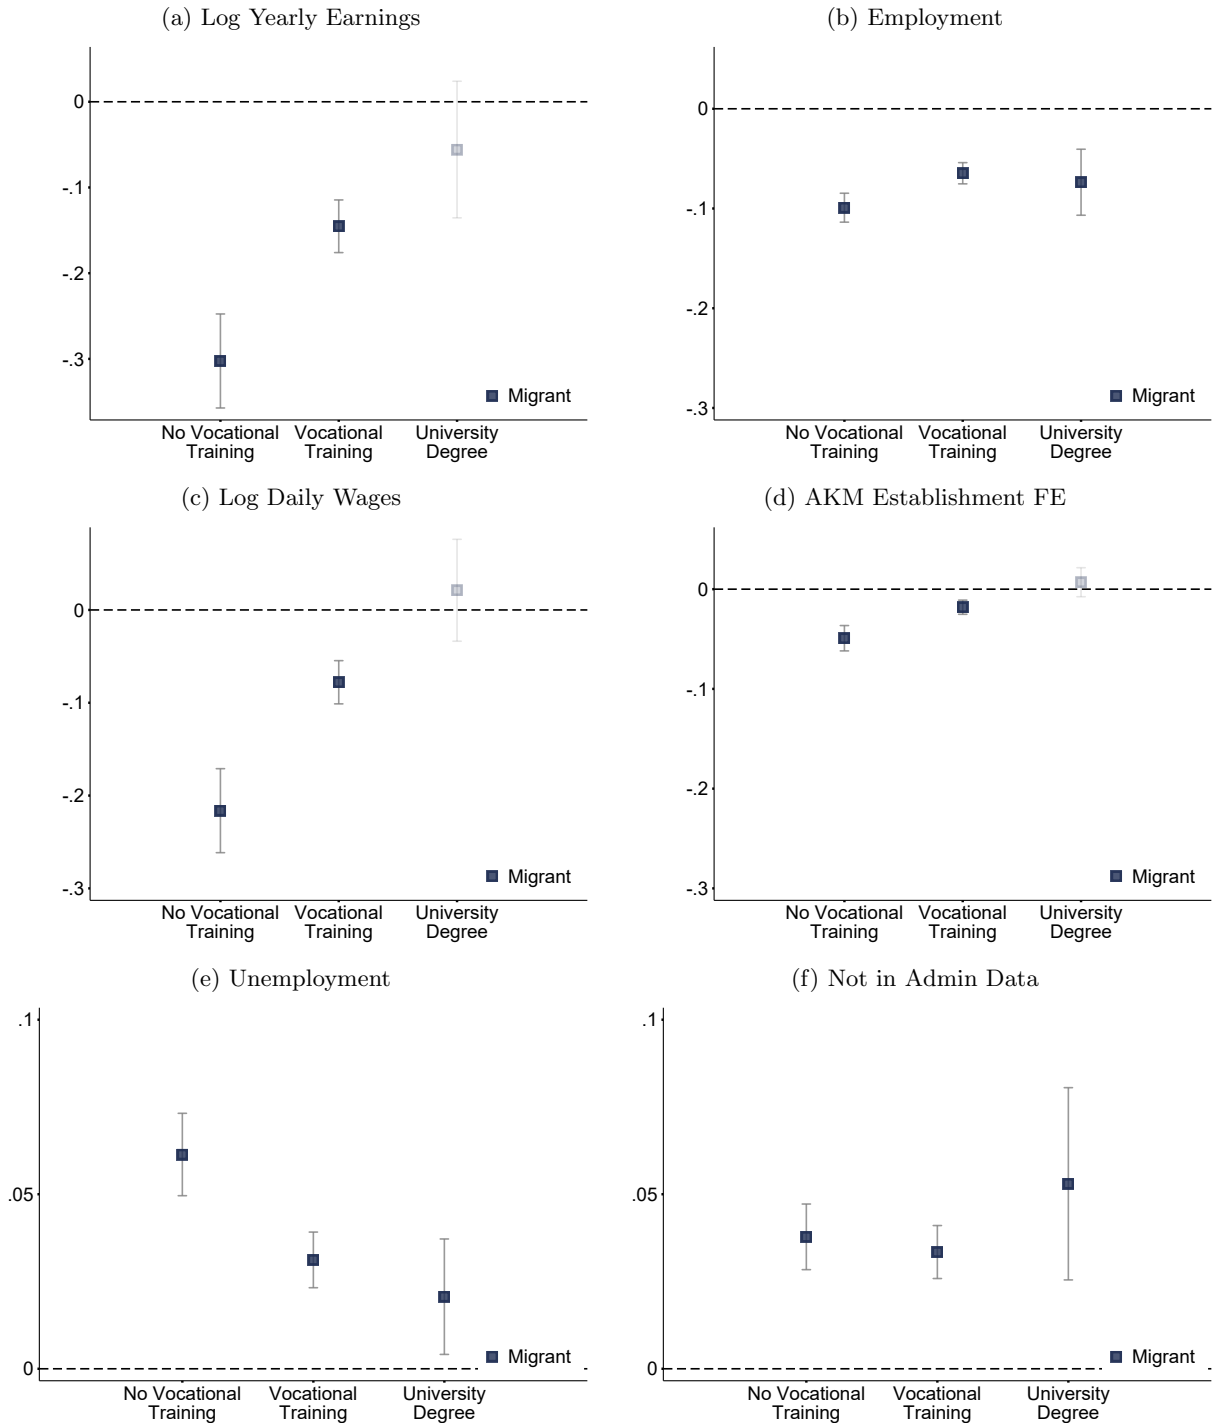 (a) Log Yearly Earnings
0
-.1
-.2
-.3
Migrant
No Vocational Training
Vocational Training
University Degree
(b) Employment
0
-.1
-.2
-.3
Migrant
No Vocational Training
Vocational Training
University Degree
(c) Log Daily Wages
0
-.1
-.2
-.3
Migrant
No Vocational Training
Vocational Training
University Degree
(d) AKM Establishment FE
0
-.1
-.2
-.3
Migrant
No Vocational Training
Vocational Training
University Degree
(e) Unemployment
.1
.05
0
Migrant
No Vocational Training
Vocational Training
University Degree
(f) Not in Admin Data
.1
.05
0
Migrant
No Vocational Training
Vocational Training
University Degree